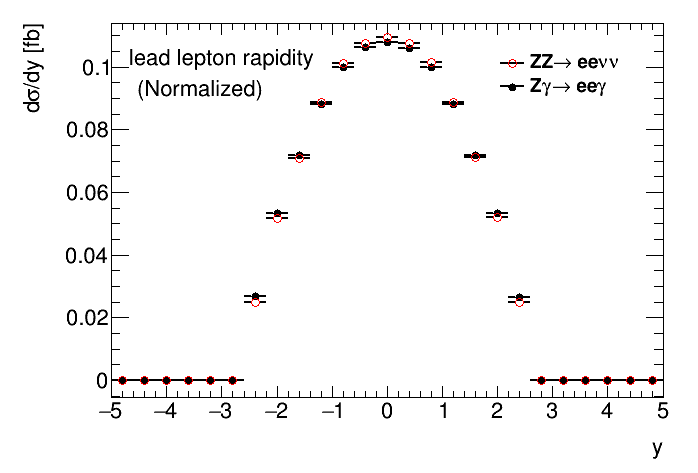 dσ/dy [fb]
lead lepton rapidity
(Normalized)
ZZ→ eeνν
Zγ→ eeγ
0.1
0.08
0.06
0.04
0.02
0
−5 −4 −3 −2 −1 0 1 2 3 4 5
y